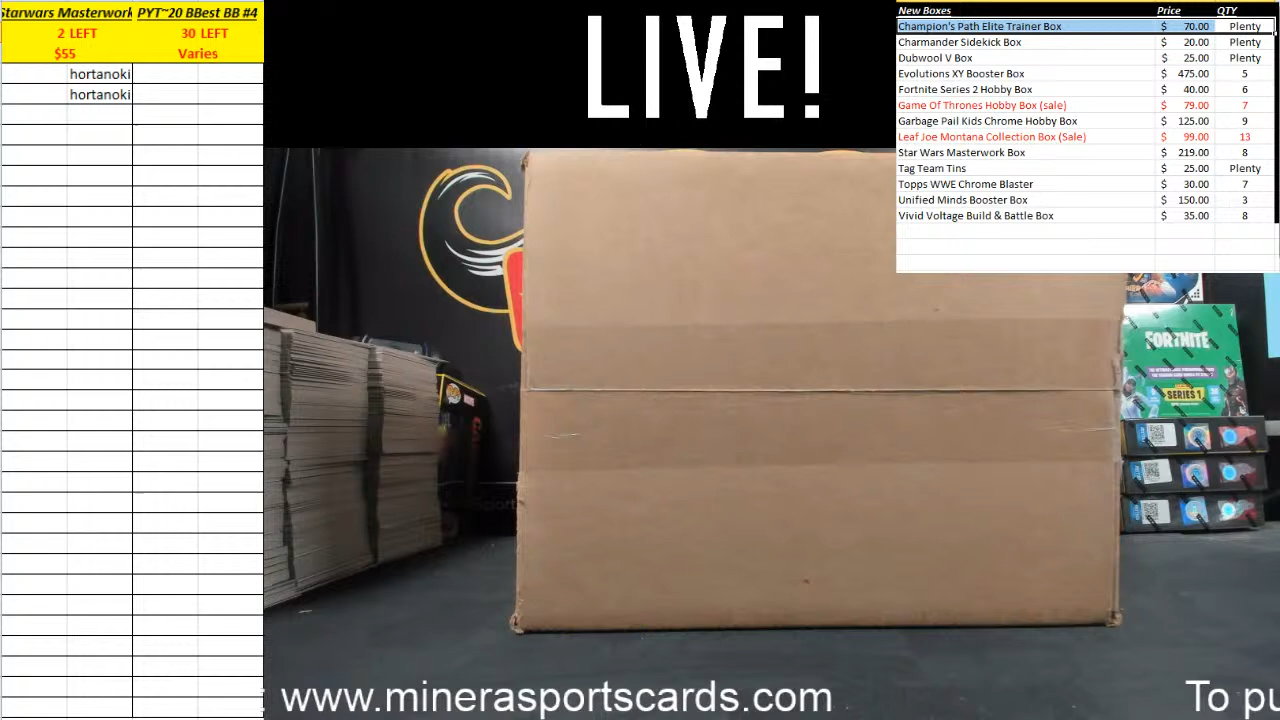 Starwars Masterwork PYT~20 BBest BB #4
2 LEFT 30 LEFT
$55 Varies
hortanoki
hortanoki
LIVE!
New Boxes Price QTY
Champion's Path Elite Trainer Box $ 70.00 Plenty
Charmander Sidekick Box $ 20.00 Plenty
Dubwool V Box $ 25.00 Plenty
Evolutions XY Booster Box $ 475.00 5
Fortnite Series 2 Hobby Box $ 40.00 6
Game Of Thrones Hobby Box (sale) $ 79.00 7
Garbage Pail Kids Chrome Hobby Box $ 125.00 9
Leaf Joe Montana Collection Box (Sale) $ 99.00 13
Star Wars Masterwork Box $ 219.00 8
Tag Team Tins $ 25.00 Plenty
Topps WWE Chrome Blaster $ 30.00 7
Unified Minds Booster Box $ 150.00 3
Vivid Voltage Build & Battle Box $ 35.00 8
FORTNITE
SERIES 1
POP!
MARVEL
sport
www.minerasportscards.com
To pu